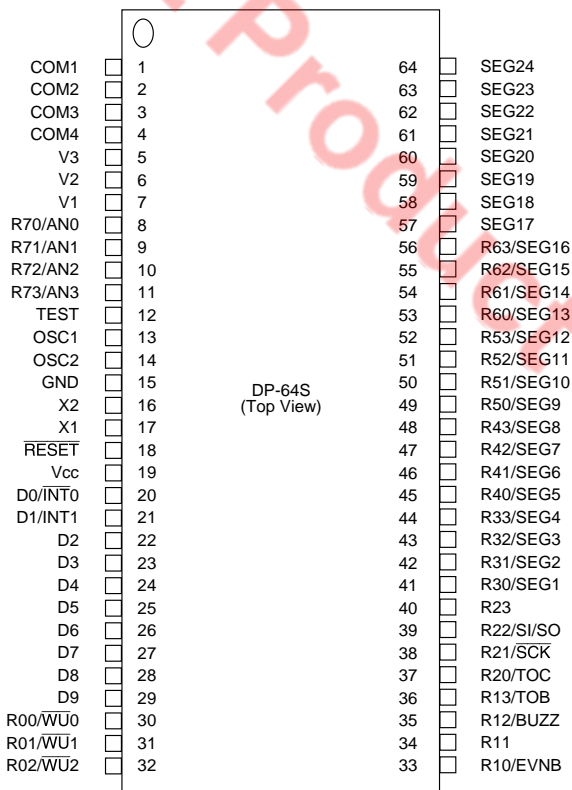 COM1 1 64 SEG24
COM2 2 63 SEG23
COM3 3 62 SEG22
COM4 4 61 SEG21
V3 5 60 SEG20
V2 6 59 SEG19
V1 7 58 SEG18
R70/AN0 8 57 SEG17
R71/AN1 9 56 R63/SEG16
R72/AN2 10 55 R62/SEG15
R73/AN3 11 54 R61/SEG14
TEST 12 53 R60/SEG13
OSC1 13 52 R53/SEG12
OSC2 14 51 R52/SEG11
GND 15 50 R51/SEG10
DP-64S
(Top View)
X2 16 49 R50/SEG9
X1 17 48 R43/SEG8
RESET 18 47 R42/SEG7
Vcc 19 46 R41/SEG6
D0/INT0 20 45 R40/SEG5
D1/INT1 21 44 R33/SEG4
D2 22 43 R32/SEG3
D3 23 42 R31/SEG2
D4 24 41 R30/SEG1
D5 25 40 R23
D6 26 39 R22/SI/SO
D7 27 38 R21/SCK
D8 28 37 R20/TOC
D9 29 36 R13/TOB
R00/WU0 30 35 R12/BUZZ
R01/WU1 31 34 R11
R02/WU2 32 33 R10/EVNB
Product